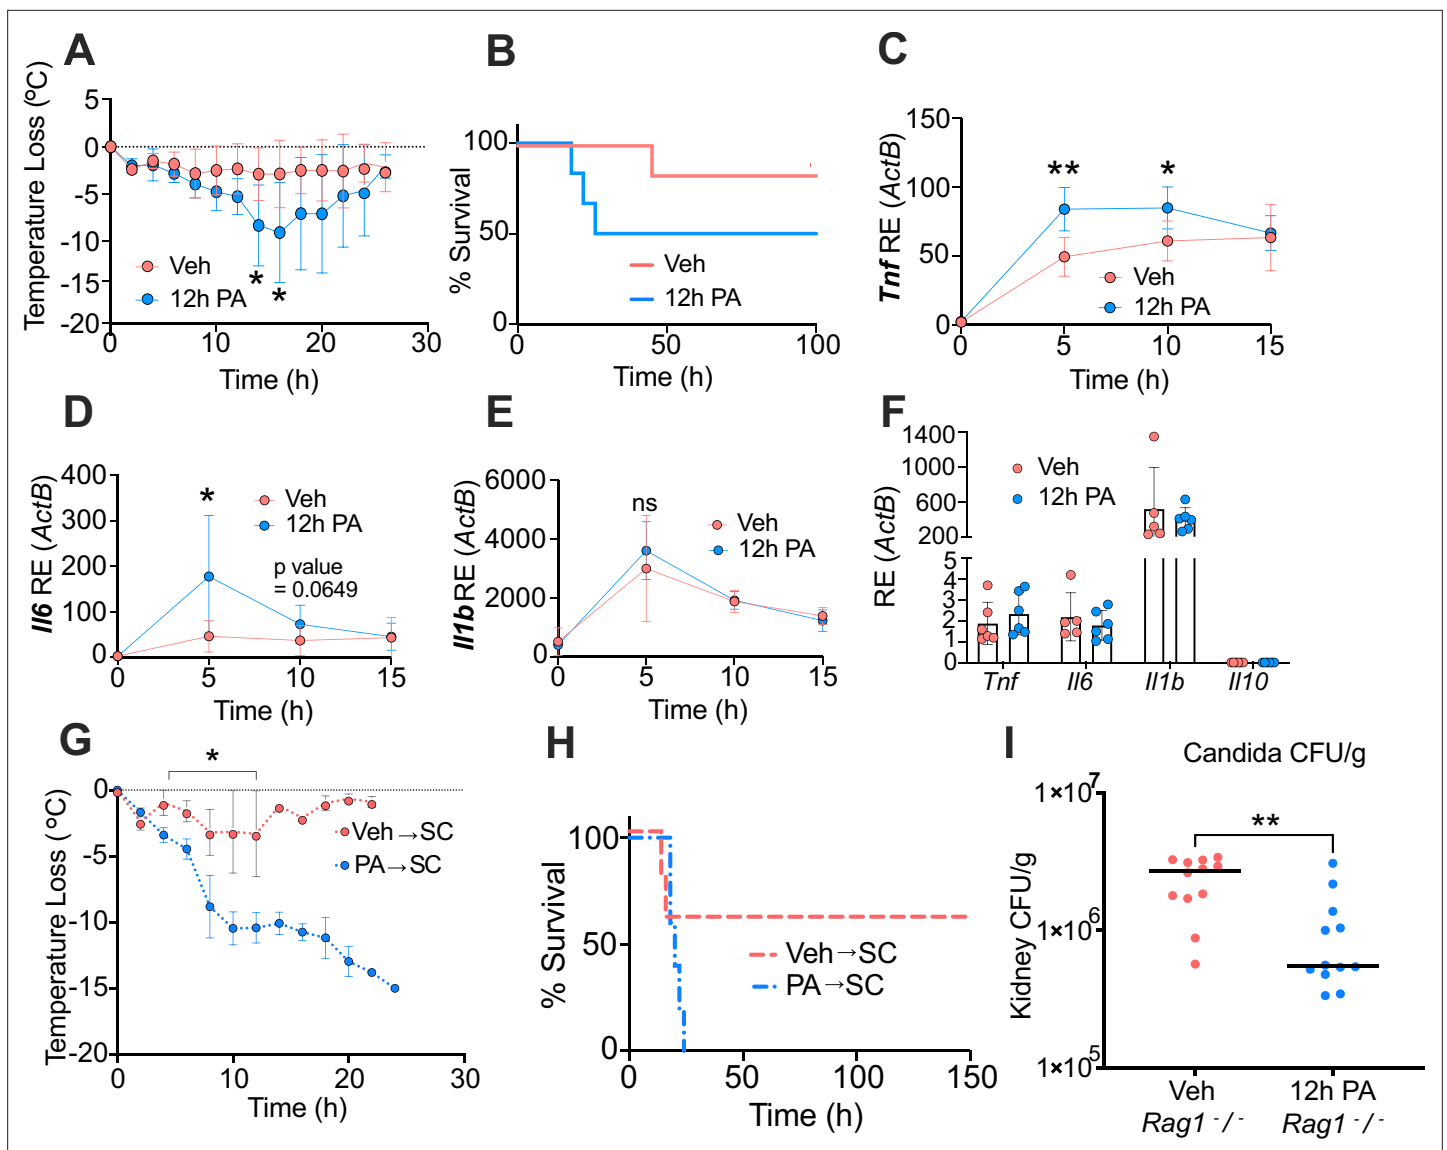 A
Temperature Loss (ºC)
5
0
-5
-10
-15
-20
0
10
20
30
Time (h)
Veh
12h PA
*
*
B
% Survival
100
50
0
0
50
100
Time (h)
Veh
12h PA
C
Tnf RE (ActB)
150
100
50
0
0
5
10
15
Time (h)
**
*
Veh
12h PA
D
Il6 RE (ActB)
400
300
200
100
0
0
5
10
15
Time (h)
*
Veh
12h PA
p value
= 0.0649
E
Il1b RE (ActB)
6000
4000
2000
0
0
5
10
15
Time (h)
ns
Veh
12h PA
F
RE (ActB)
1400
1000
600
200
5
4
3
2
1
0
Veh
12h PA
Tnf
Il6
Il1b
Il10
G
Temperature Loss (ºC)
0
-5
-10
-15
-20
0
10
20
30
Time (h)
*
Veh→SC
PA→SC
H
% Survival
100
50
0
0
50
100
150
Time (h)
Veh→SC
PA→SC
I
Candida CFU/g
Kidney CFU/g
1×10⁷
1×10⁶
1×10⁵
**
Veh
Rag1 -/-
12h PA
Rag1 -/-